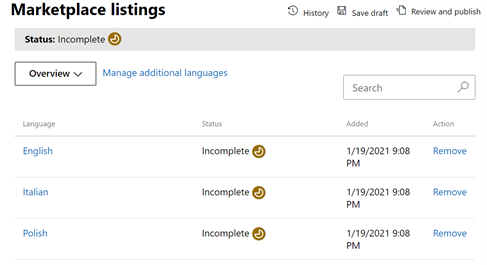 Marketplace listings
History Save draft Review and publish
Status: Incomplete
Overview Manage additional languages
Search
Language Status Added Action
English Incomplete 1/19/2021 9:08 Remove
PM
Italian Incomplete 1/19/2021 9:08 Remove
PM
Polish Incomplete 1/19/2021 9:08 Remove
PM